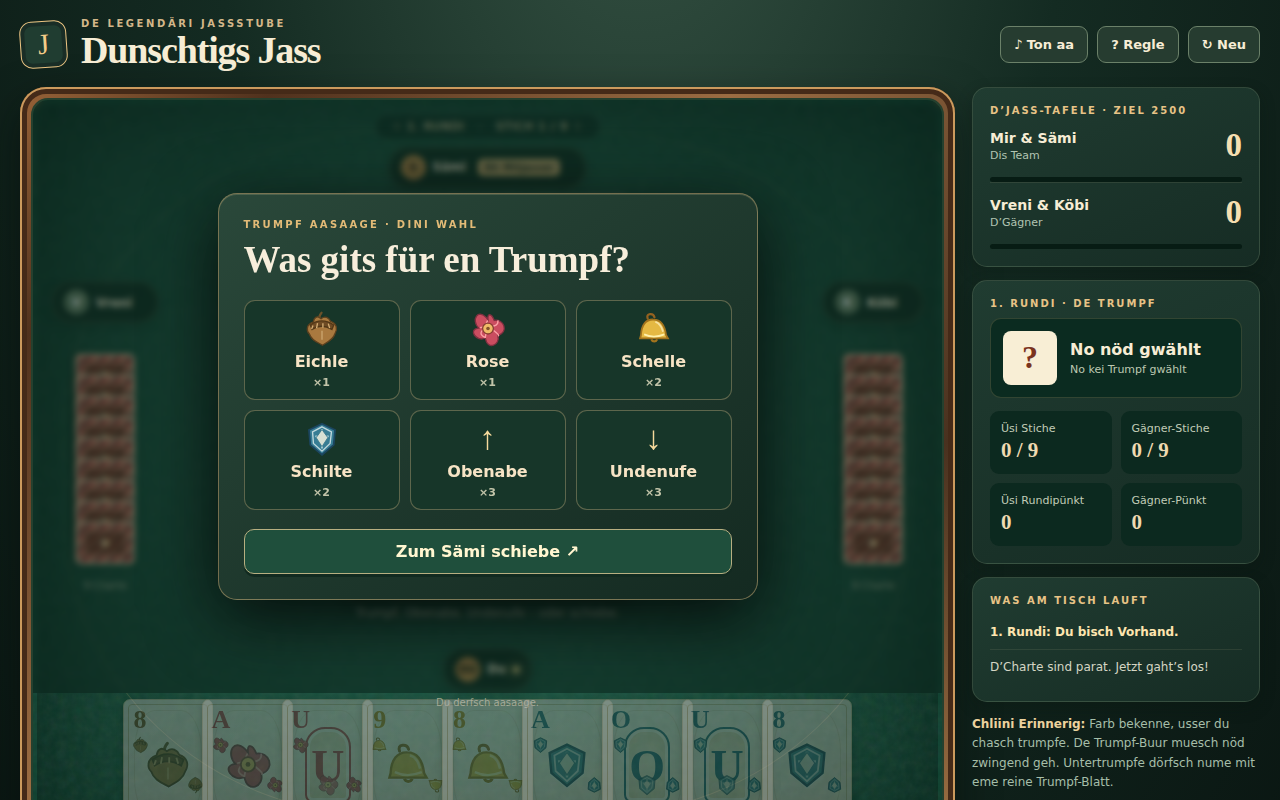 J
DE LEGENDÄRI JASSSTUBE
Dunschtigs Jass
♪ Ton aa
? Regle
↻ Neu
TRUMPF AASAAGE · DINI WAHL
Was gits für en Trumpf?
Eichle
×1
Rose
×1
Schelle
×2
Schilte
×2
↑
Obenabe
×3
↓
Undenufe
×3
Zum Sämi schiebe ↗
Du derfsch aasaage.
8
A
U
U
9
8
A
O
O
U
U
8
D’JASS-TAFELE · ZIEL 2500
Mir & Sämi
Dis Team
0
Vreni & Köbi
D’Gägner
0
1. RUNDI · DE TRUMPF
?
No nöd gwählt
No kei Trumpf gwählt
Üsi Stiche
0 / 9
Gägner-Stiche
0 / 9
Üsi Rundipünkt
0
Gägner-Pünkt
0
WAS AM TISCH LAUFT
1. Rundi: Du bisch Vorhand.
D’Charte sind parat. Jetzt gaht’s los!
Chliini Erinnerig: Farb bekenne, usser du
chasch trumpfe. De Trumpf-Buur muesch nöd
zwingend geh. Untertrumpfe dörfsch nume mit
eme reine Trumpf-Blatt.